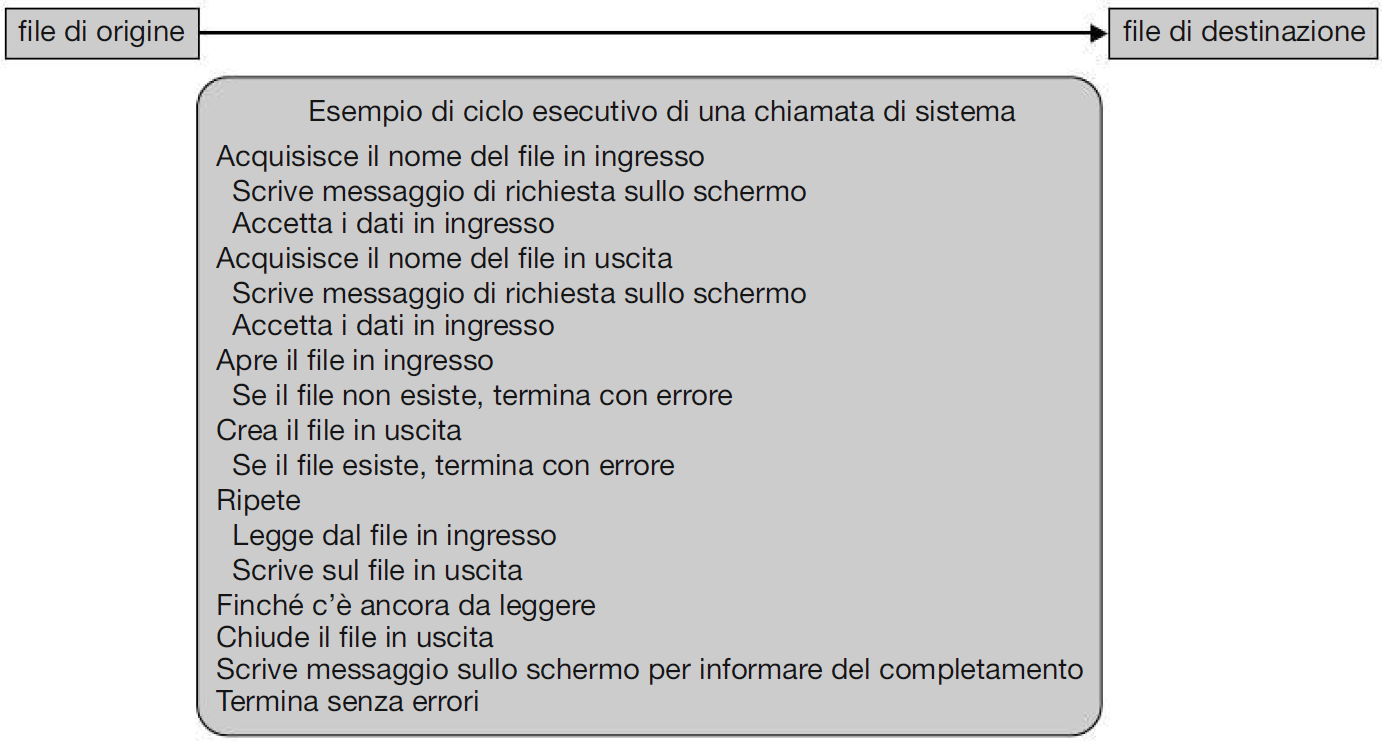 file di origine
file di destinazione
Esempio di ciclo esecutivo di una chiamata di sistema
Acquisisce il nome del file in ingresso
Scrive messaggio di richiesta sullo schermo
Accetta i dati in ingresso
Acquisisce il nome del file in uscita
Scrive messaggio di richiesta sullo schermo
Accetta i dati in ingresso
Apre il file in ingresso
Se il file non esiste, termina con errore
Crea il file in uscita
Se il file esiste, termina con errore
Ripete
Legge dal file in ingresso
Scrive sul file in uscita
Finché c'è ancora da leggere
Chiude il file in uscita
Scrive messaggio sullo schermo per informare del completamento
Termina senza errori